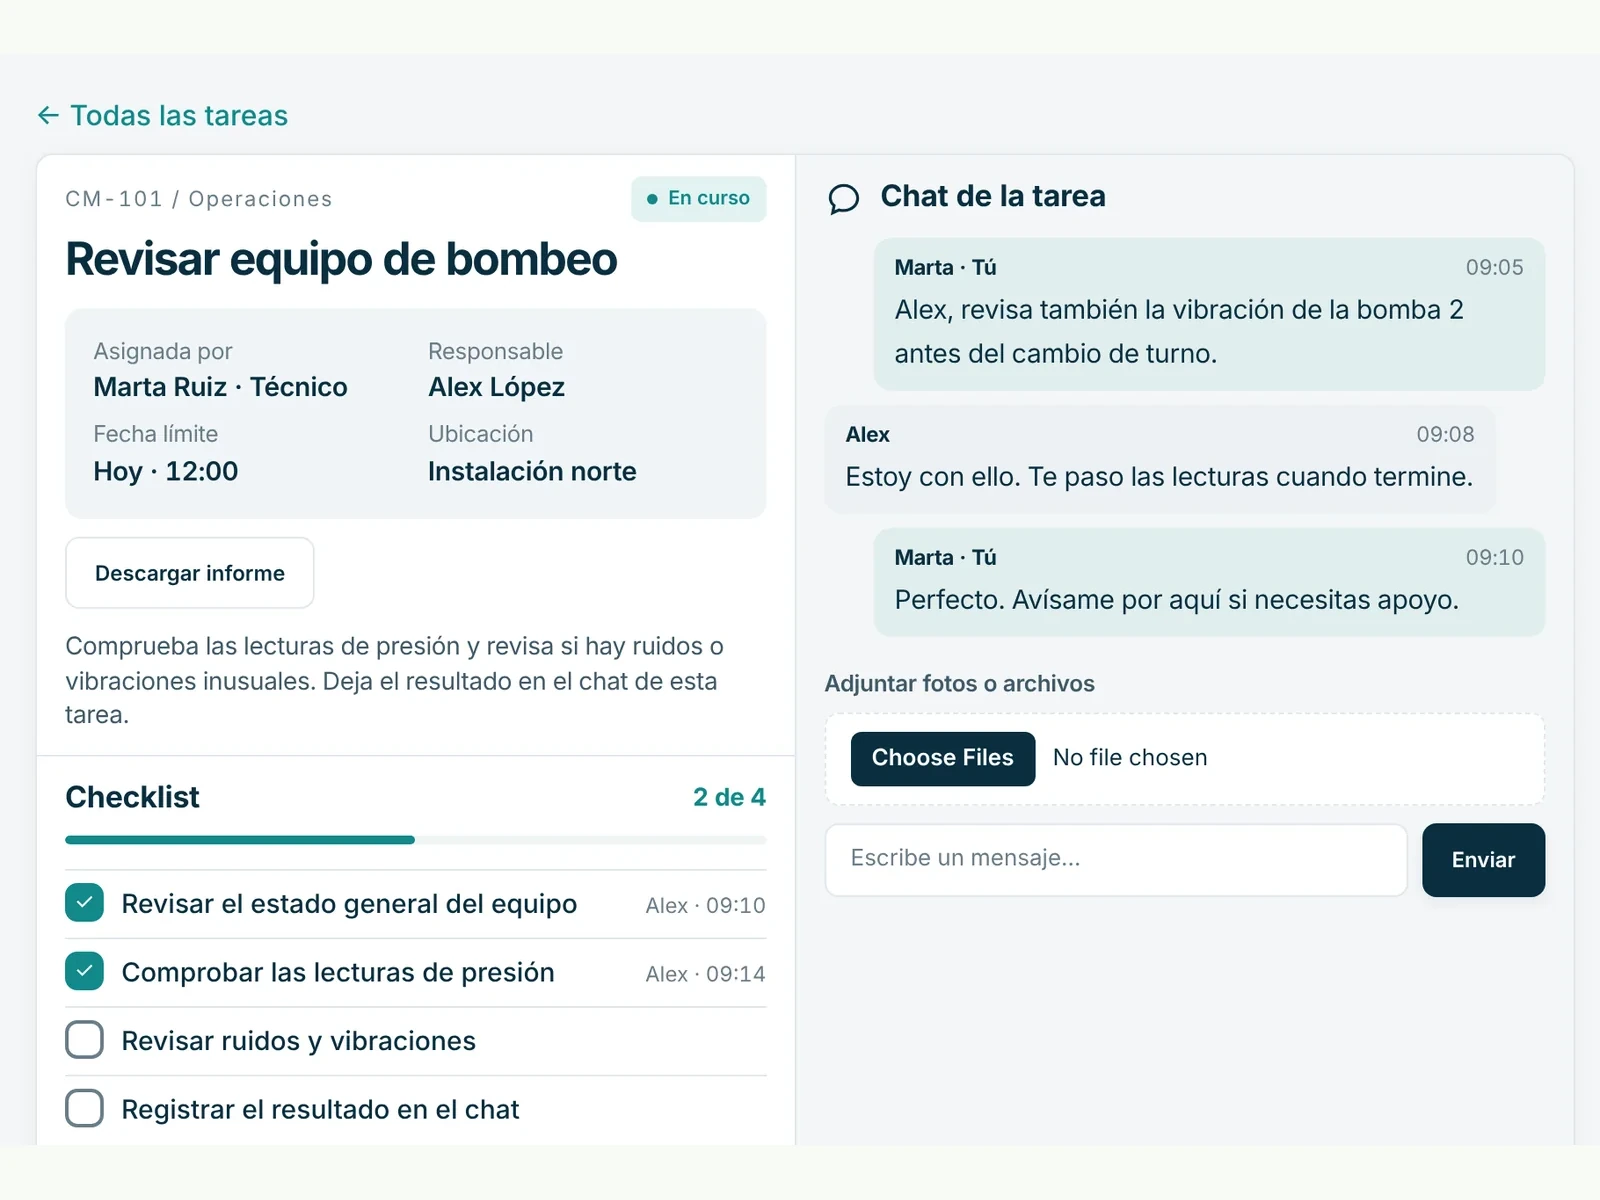 ← Todas las tareas
CM-101 / Operaciones
En curso
Revisar equipo de bombeo
Asignada por
Marta Ruiz · Técnico
Responsable
Alex López
Fecha límite
Hoy · 12:00
Ubicación
Instalación norte
Descargar informe
Comprueba las lecturas de presión y revisa si hay ruidos o
vibraciones inusuales. Deja el resultado en el chat de esta
tarea.
Checklist
2 de 4
Revisar el estado general del equipo
Alex · 09:10
Comprobar las lecturas de presión
Alex · 09:14
Revisar ruidos y vibraciones
Registrar el resultado en el chat
Chat de la tarea
Marta · Tú
09:05
Alex, revisa también la vibración de la bomba 2
antes del cambio de turno.
Alex
09:08
Estoy con ello. Te paso las lecturas cuando termine.
Marta · Tú
09:10
Perfecto. Avísame por aquí si necesitas apoyo.
Adjuntar fotos o archivos
Choose Files
No file chosen
Escribe un mensaje...
Enviar